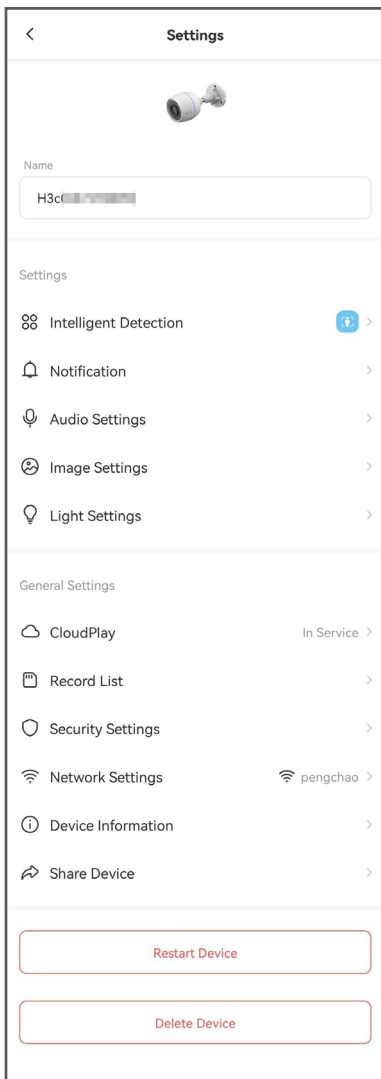 Settings
Name
Settings
Intelligent Detection
Notification
Audio Settings
Image Settings
Light Settings
General Settings
CloudPlay In Service
Record List
Security Settings
Network Settings pengchao
Device Information
Share Device
Restart Device
Delete Device